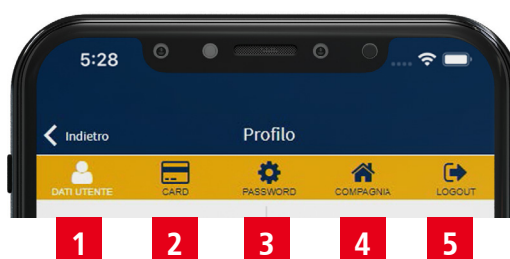 5:28
Indietro Profilo
DATI UTENTE CARD PASSWORD COMPAGNIA LOGOUT
1 2 3 4 5